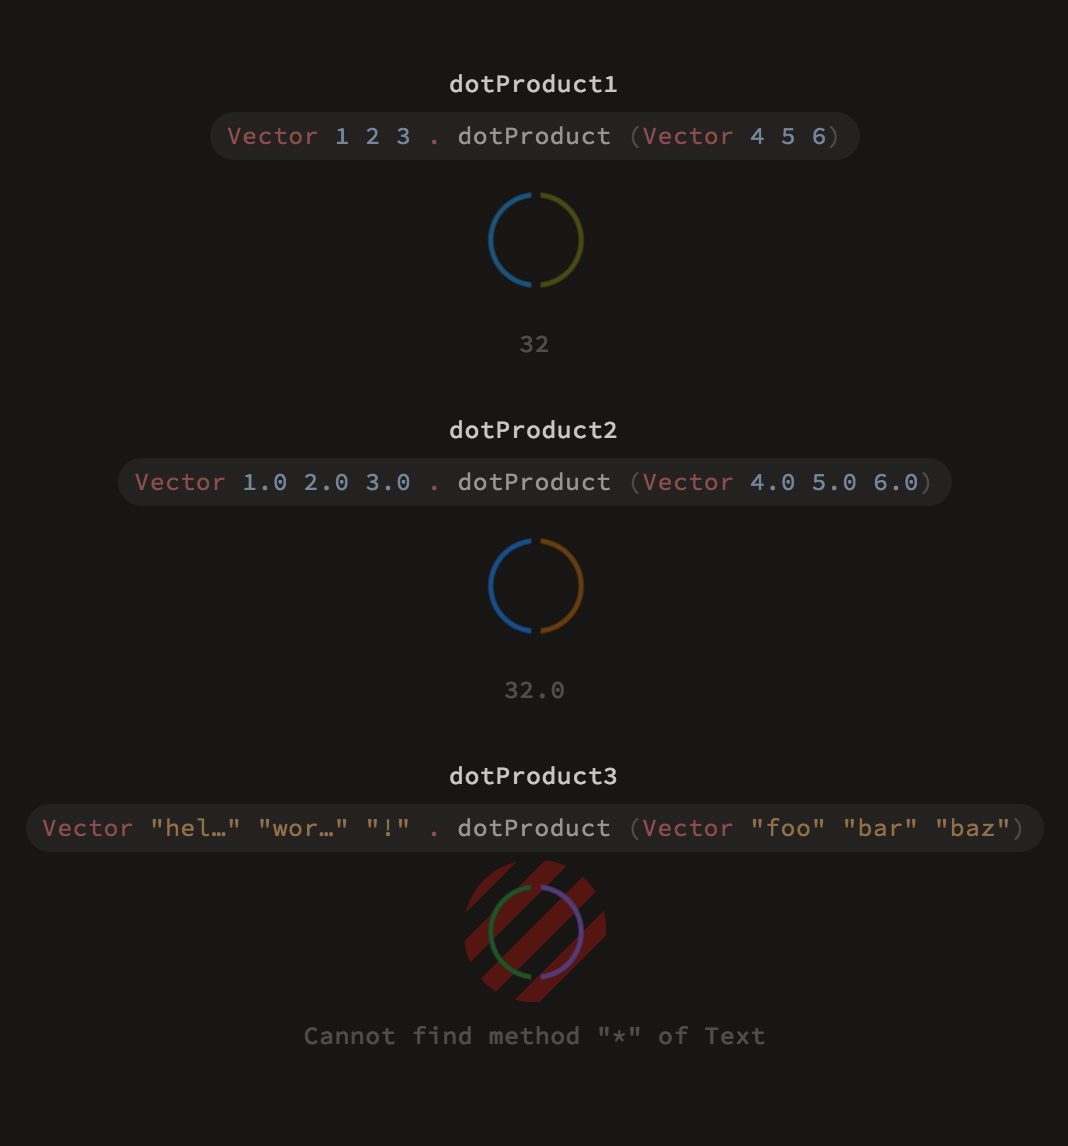 dotProduct1
Vector 1 2 3 . dotProduct (Vector 4 5 6)
32
dotProduct2
Vector 1.0 2.0 3.0 . dotProduct (Vector 4.0 5.0 6.0)
32.0
dotProduct3
Vector "hel…" "wor…" "!" . dotProduct (Vector "foo" "bar" "baz")
Cannot find method "*" of Text